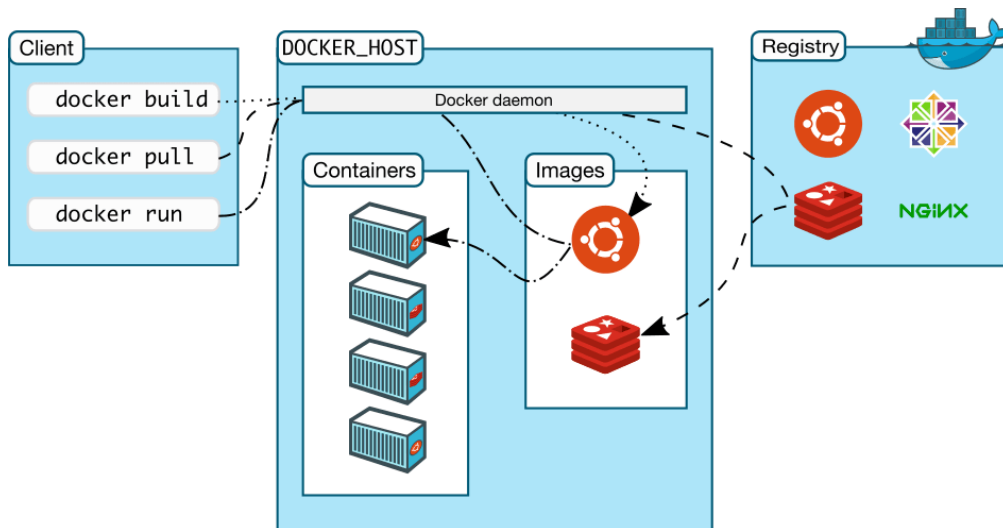 Client
docker build
docker pull
docker run
DOCKER_HOST
Docker daemon
Containers
Images
Registry
NGINX